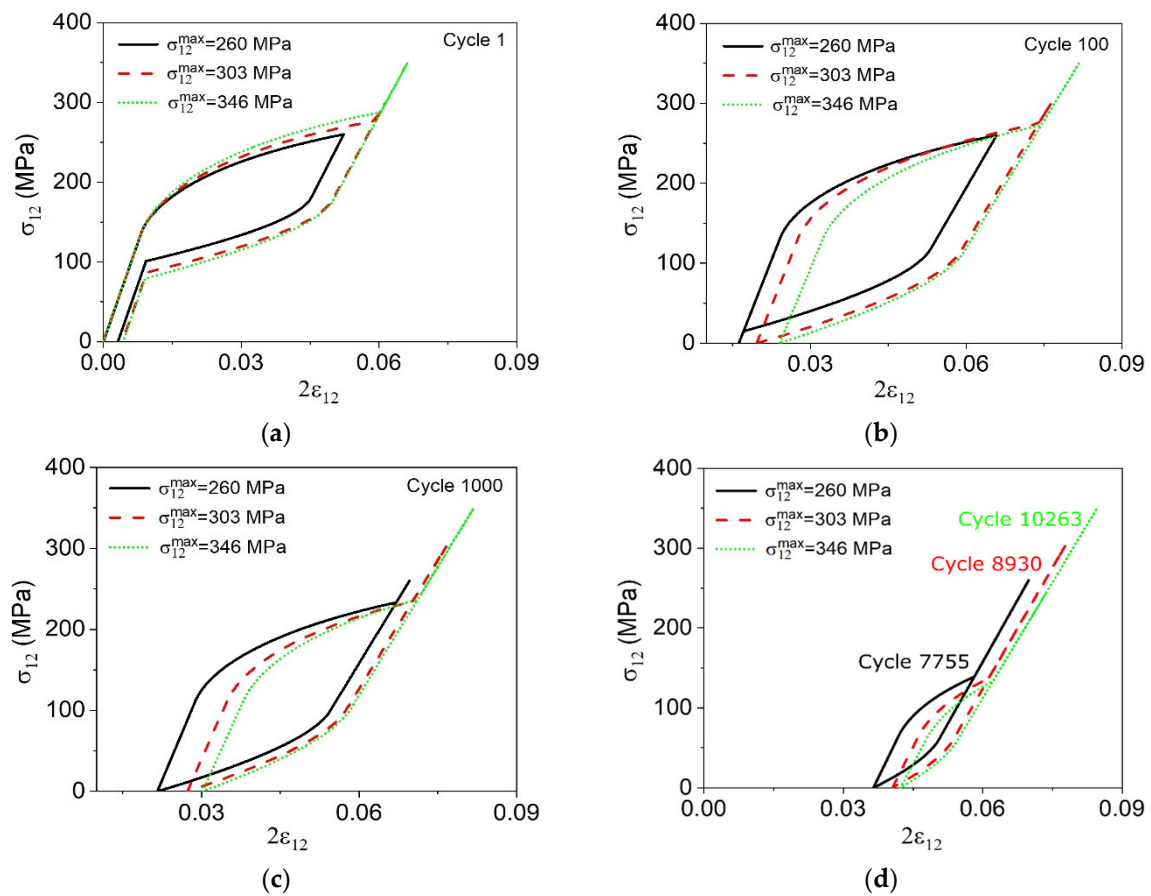 400
300
200
100
0
σ₁₂ (MPa)
σ₁₂ᵐᵃˣ=260 MPa
σ₁₂ᵐᵃˣ=303 MPa
σ₁₂ᵐᵃˣ=346 MPa
Cycle 1
0.00 0.03 0.06 0.09
2ε₁₂
(a)
400
300
200
100
0
σ₁₂ (MPa)
σ₁₂ᵐᵃˣ=260 MPa
σ₁₂ᵐᵃˣ=303 MPa
σ₁₂ᵐᵃˣ=346 MPa
Cycle 100
0.03 0.06 0.09
2ε₁₂
(b)
400
300
200
100
0
σ₁₂ (MPa)
σ₁₂ᵐᵃˣ=260 MPa
σ₁₂ᵐᵃˣ=303 MPa
σ₁₂ᵐᵃˣ=346 MPa
Cycle 1000
0.03 0.06 0.09
2ε₁₂
(c)
400
300
200
100
0
σ₁₂ (MPa)
σ₁₂ᵐᵃˣ=260 MPa
σ₁₂ᵐᵃˣ=303 MPa
σ₁₂ᵐᵃˣ=346 MPa
Cycle 10263
Cycle 8930
Cycle 7755
0.00 0.03 0.06 0.09
2ε₁₂
(d)